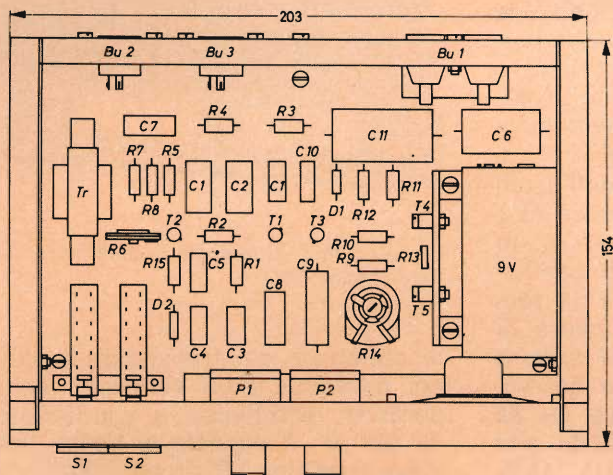 203
Bu 2
Bu 3
Bu 1
154
R4
R3
C7
C11
C6
R7
R5
R8
C1
C2
C1
C10
D1
R12
R11
Tr
T2
R2
T1
T3
T4
R6
R10
R13
9V
R15
C5
R1
C9
R9
T5
D2
C8
C4
C3
R14
P1
P2
S1
S2